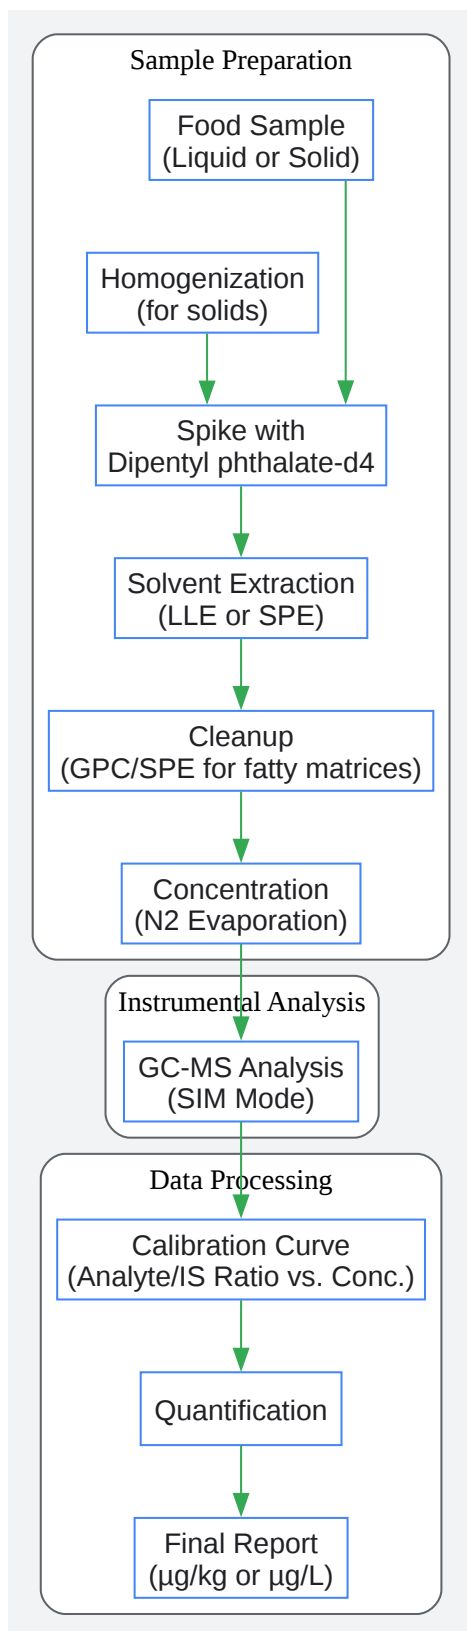 Sample Preparation
Food Sample
(Liquid or Solid)
Homogenization
(for solids)
Spike with
Dipentyl phthalate-d4
Solvent Extraction
(LLE or SPE)
Cleanup
(GPC/SPE for fatty matrices)
Concentration
(N2 Evaporation)
Instrumental Analysis
GC-MS Analysis
(SIM Mode)
Data Processing
Calibration Curve
(Analyte/IS Ratio vs. Conc.)
Quantification
Final Report
(µg/kg or µg/L)